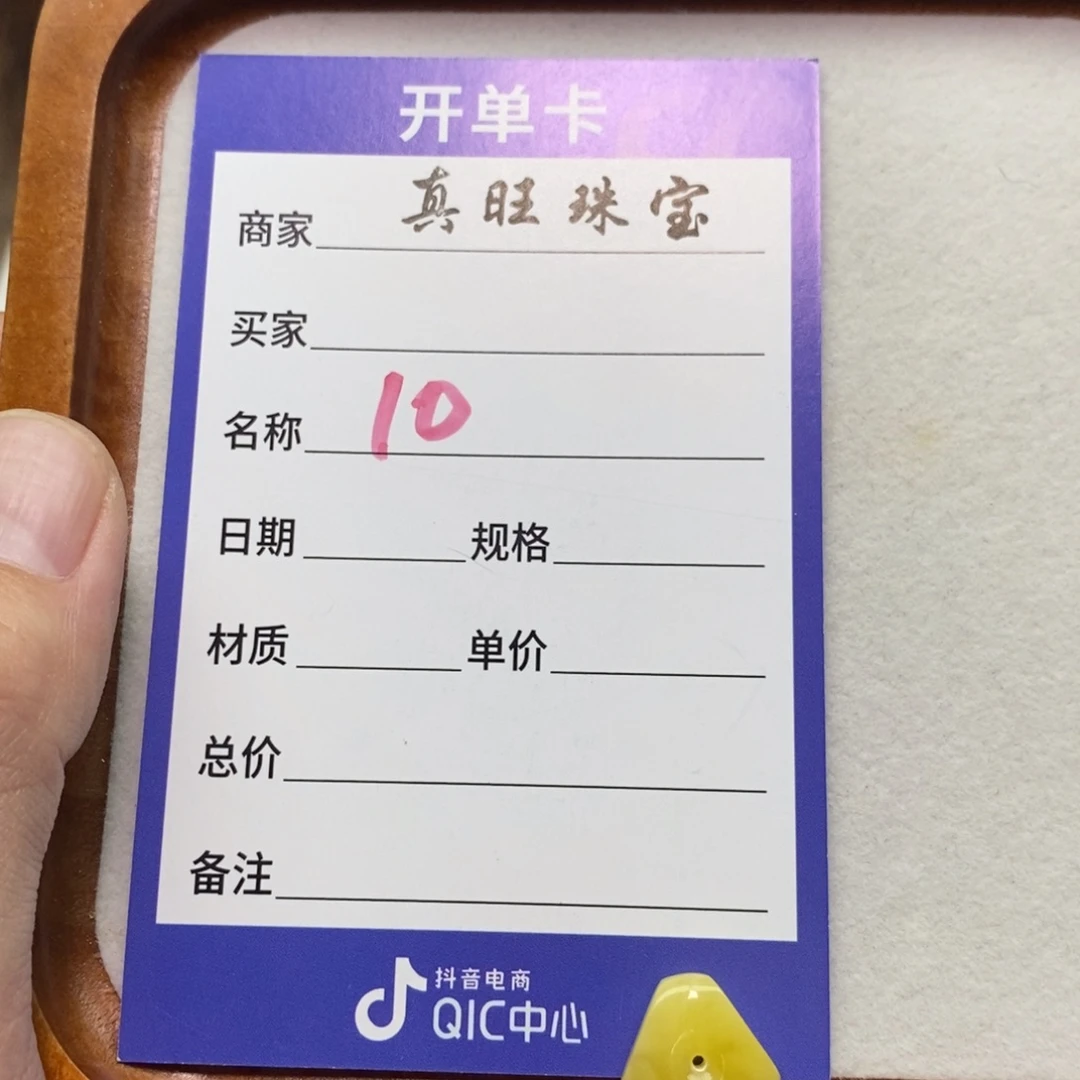 开单卡
商家 真旺珠宝
买家
名称 10
日期 规格
材质 单价
总价
备注
抖音电商
QIC中心